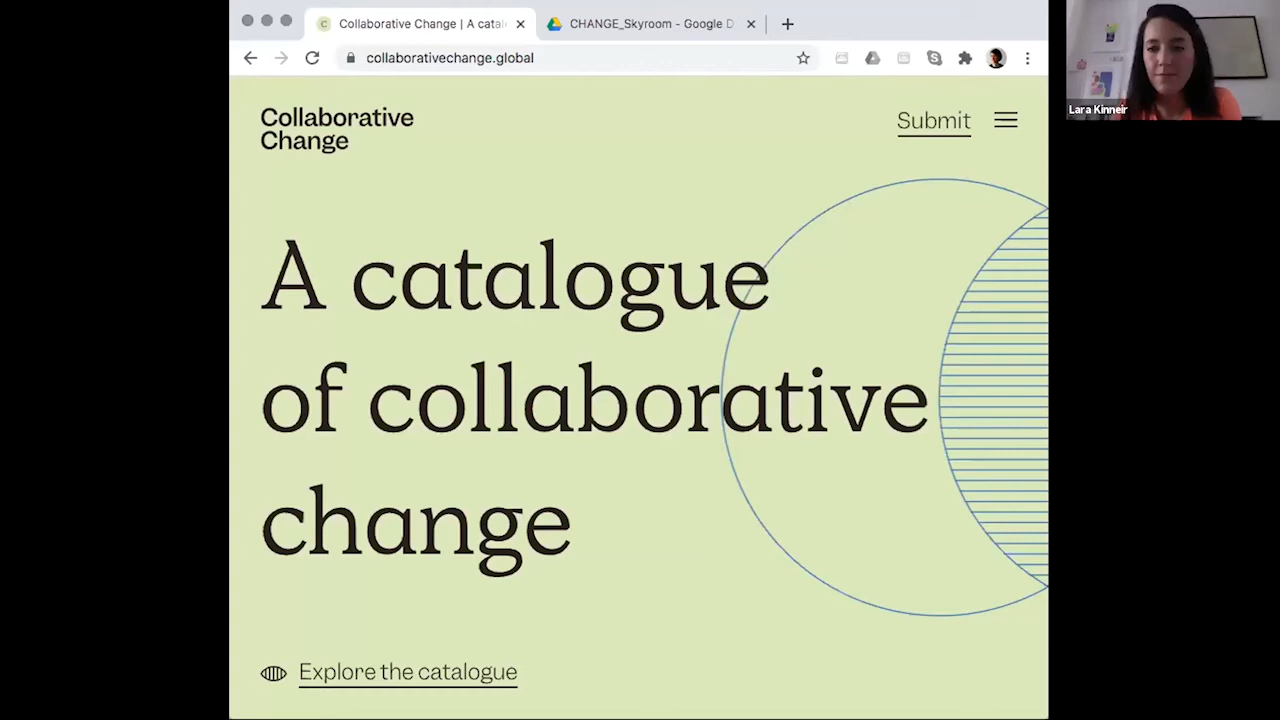 Collaborative Change | A catal
CHANGE_Skyroom - Google D
collaborativechange.global
Lara Kinneir
Collaborative
Change
Submit
A catalogue
of collaborative
change
Explore the catalogue